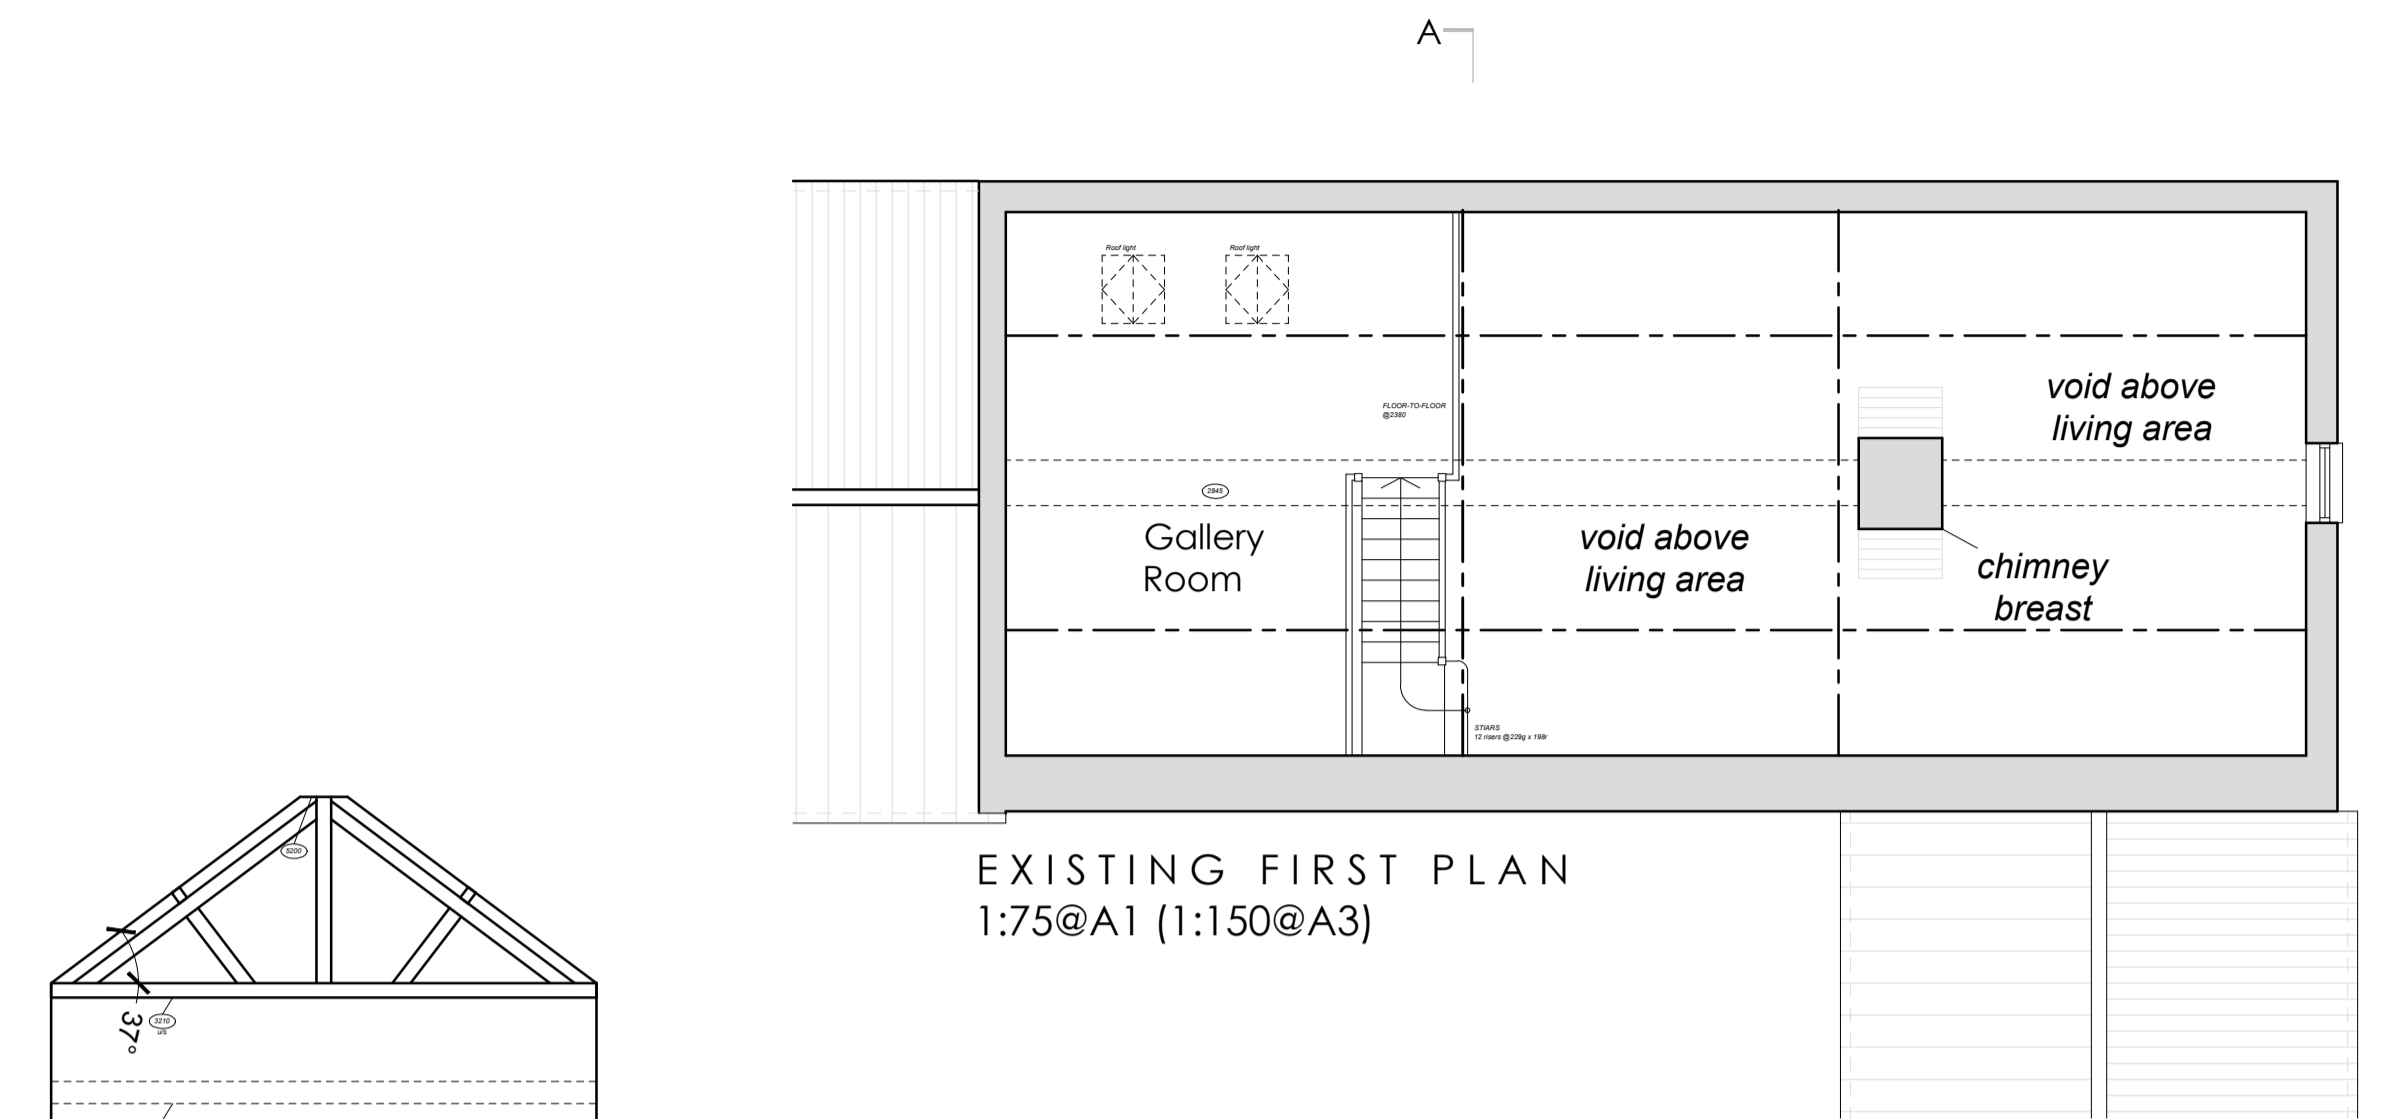 A
Roof light
Roof light
FLOOR-TO-FLOOR
@2380
void above
living area
2845
Gallery
Room
void above
living area
chimney
breast
STIARS
12 risers @229g x 198r
EXISTING FIRST PLAN
1:75@A1 (1:150@A3)
5200
37°
3210
u/s